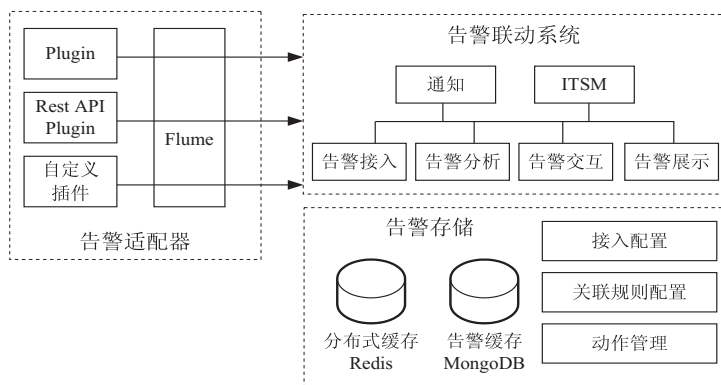 Plugin
Rest API
Plugin
自定义
插件
Flume
告警适配器
告警联动系统
通知
ITSM
告警接入
告警分析
告警交互
告警展示
告警存储
分布式缓存
Redis
告警缓存
MongoDB
接入配置
关联规则配置
动作管理